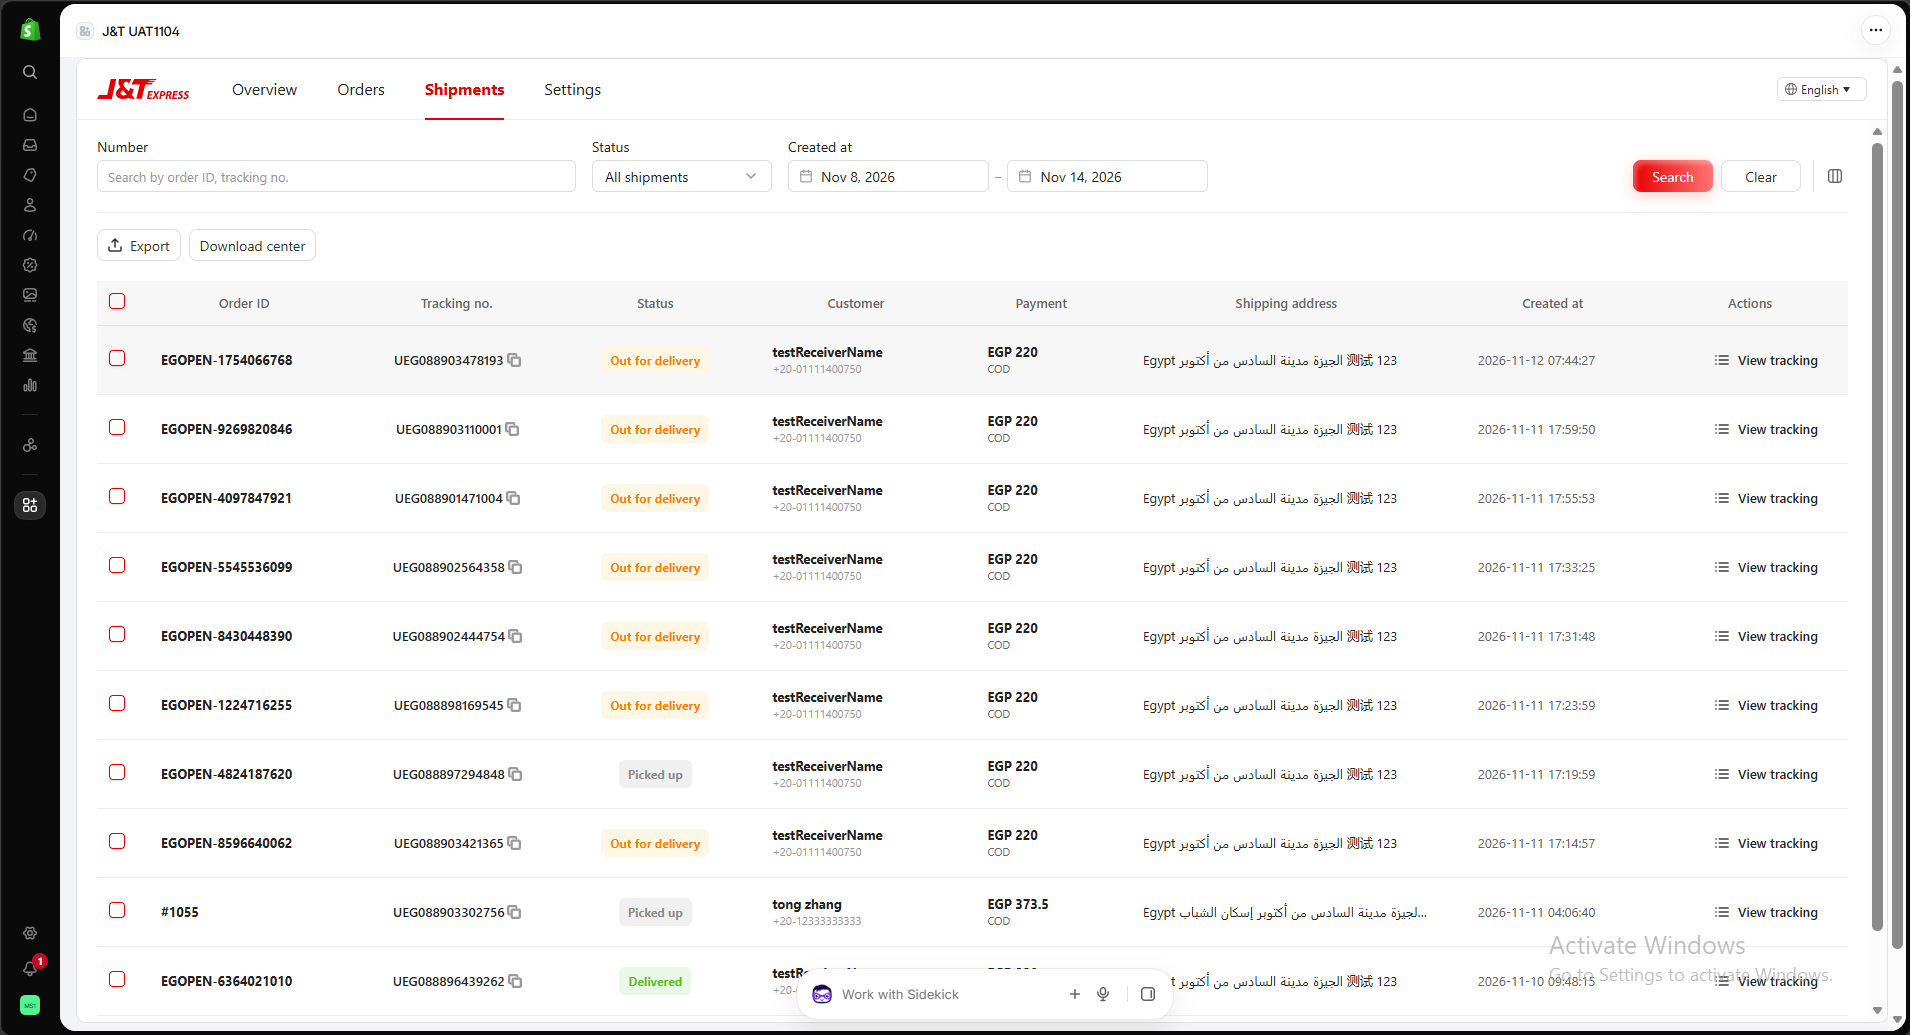 J&T UAT1104
J&T EXPRESS
Overview
Orders
Shipments
Settings
English
Number
Status
Created at
Search by order ID, tracking no.
All shipments
Nov 8, 2026
–
Nov 14, 2026
Search
Clear
Export
Download center
Order ID
Tracking no.
Status
Customer
Payment
Shipping address
Created at
Actions
EGOPEN-1754066768
UEG088903478193
Out for delivery
testReceiverName
+20-01111400750
EGP 220
COD
Egypt الجيزة مدينة السادس من أكتوبر 测试 123
2026-11-12 07:44:27
View tracking
EGOPEN-9269820846
UEG088903110001
Out for delivery
testReceiverName
+20-01111400750
EGP 220
COD
Egypt الجيزة مدينة السادس من أكتوبر 测试 123
2026-11-11 17:59:50
View tracking
EGOPEN-4097847921
UEG088901471004
Out for delivery
testReceiverName
+20-01111400750
EGP 220
COD
Egypt الجيزة مدينة السادس من أكتوبر 测试 123
2026-11-11 17:55:53
View tracking
EGOPEN-5545536099
UEG088902564358
Out for delivery
testReceiverName
+20-01111400750
EGP 220
COD
Egypt الجيزة مدينة السادس من أكتوبر 测试 123
2026-11-11 17:33:25
View tracking
EGOPEN-8430448390
UEG088902444754
Out for delivery
testReceiverName
+20-01111400750
EGP 220
COD
Egypt الجيزة مدينة السادس من أكتوبر 测试 123
2026-11-11 17:31:48
View tracking
EGOPEN-1224716255
UEG088898169545
Out for delivery
testReceiverName
+20-01111400750
EGP 220
COD
Egypt الجيزة مدينة السادس من أكتوبر 测试 123
2026-11-11 17:23:59
View tracking
EGOPEN-4824187620
UEG088897294848
Picked up
testReceiverName
+20-01111400750
EGP 220
COD
Egypt الجيزة مدينة السادس من أكتوبر 测试 123
2026-11-11 17:19:59
View tracking
EGOPEN-8596640062
UEG088903421365
Out for delivery
testReceiverName
+20-01111400750
EGP 220
COD
Egypt الجيزة مدينة السادس من أكتوبر 测试 123
2026-11-11 17:14:57
View tracking
#1055
UEG088903302756
Picked up
tong zhang
+20-12333333333
EGP 373.5
COD
Egypt لجيزة مدينة السادس من أكتوبر إسكان الشباب...
2026-11-11 04:06:40
View tracking
EGOPEN-6364021010
UEG088896439262
Delivered
+20-
الجيزة مدينة السادس من أكتوبر 测试 123
2026-11-10 09:48:15
View tracking
Work with Sidekick
Activate Windows
Go to Settings to activate Windows.
1
MST